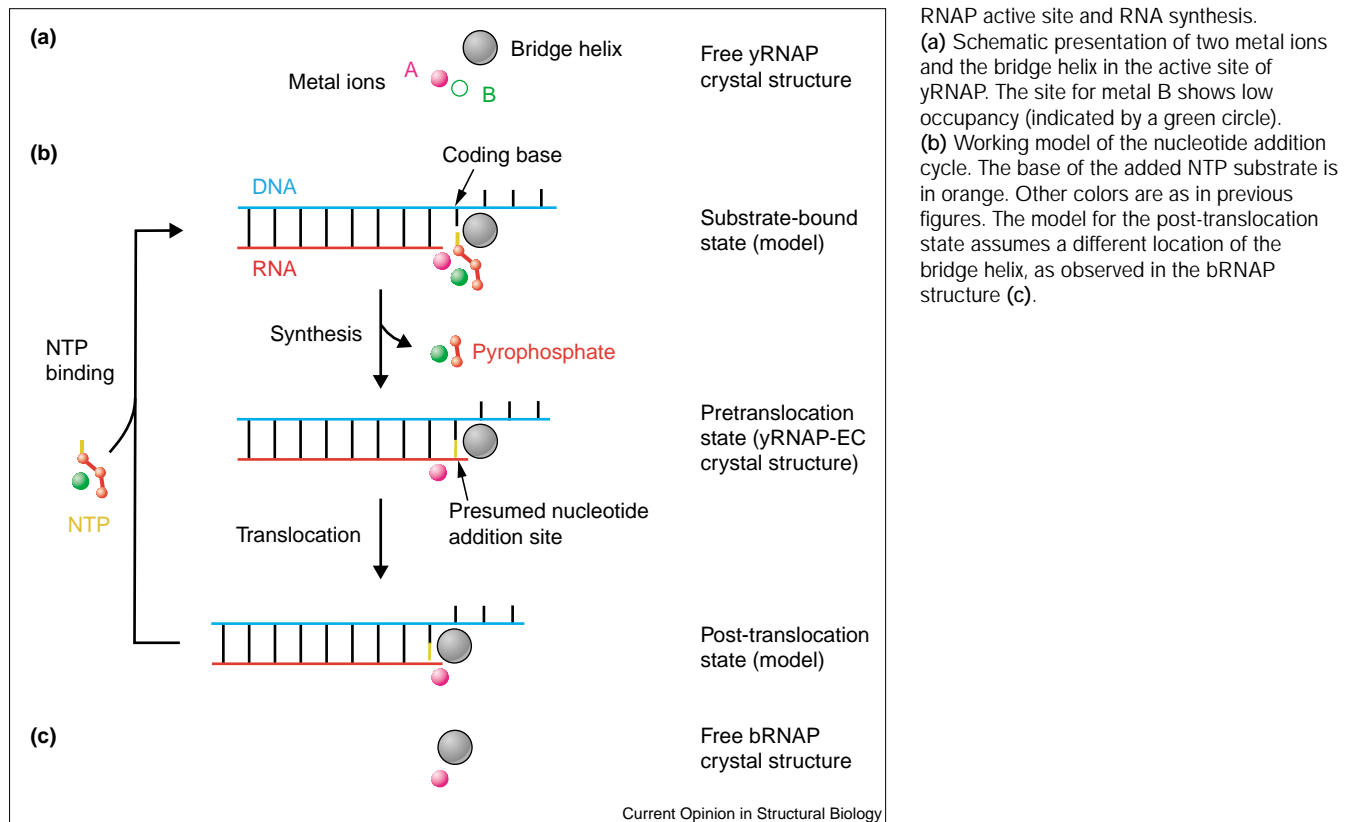 (a)
Bridge helix
Metal ions
A
B
Free yRNAP
crystal structure
(b)
Coding base
DNA
RNA
Substrate-bound
state (model)
Synthesis
Pyrophosphate
NTP
binding
NTP
Pretranslocation
state (yRNAP-EC
crystal structure)
Presumed nucleotide
addition site
Translocation
Post-translocation
state (model)
(c)
Free bRNAP
crystal structure
Current Opinion in Structural Biology
RNAP active site and RNA synthesis.
(a) Schematic presentation of two metal ions
and the bridge helix in the active site of
yRNAP. The site for metal B shows low
occupancy (indicated by a green circle).
(b) Working model of the nucleotide addition
cycle. The base of the added NTP substrate is
in orange. Other colors are as in previous
figures. The model for the post-translocation
state assumes a different location of the
bridge helix, as observed in the bRNAP
structure (c).